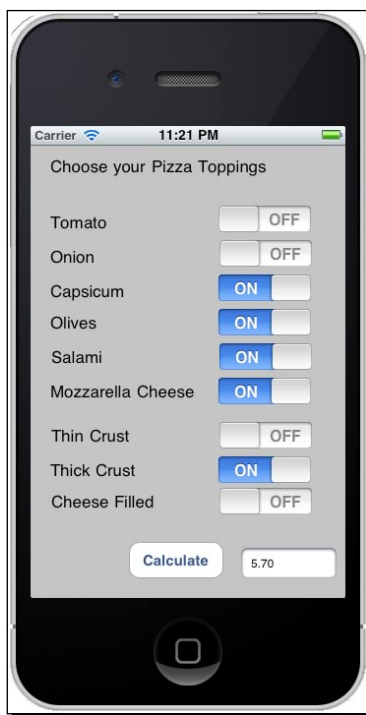 Carrier 11:21 PM
Choose your Pizza Toppings
Tomato OFF
Onion OFF
Capsicum ON
Olives ON
Salami ON
Mozzarella Cheese ON
Thin Crust OFF
Thick Crust ON
Cheese Filled OFF
Calculate 5.70